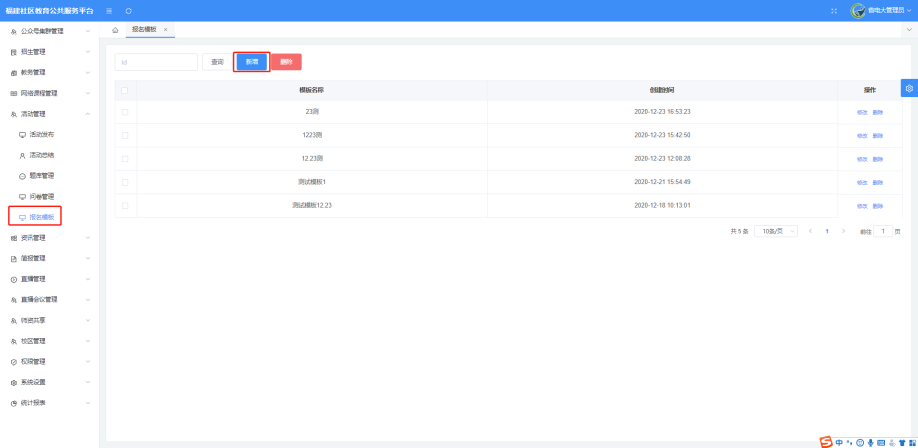 福建社区教育公共服务平台
省电大管理员
公众号集群管理
报名模板 ×
招生管理
id
查询
新增
删除
教务管理
网络课程管理
模板名称
创建时间
操作
活动管理
23测
2020-12-23 16:53:23
修改 删除
活动发布
1223测
2020-12-23 15:42:50
修改 删除
活动总结
12.23测
2020-12-23 12:08:28
修改 删除
题库管理
测试模板1
2020-12-21 15:54:49
修改 删除
问卷管理
测试模板12.23
2020-12-18 10:13:01
修改 删除
报名模板
共 5 条
10条/页
1
前往 1 页
资讯管理
简报管理
直播管理
直播会议管理
师资共享
校区管理
权限管理
系统设置
统计报表
中